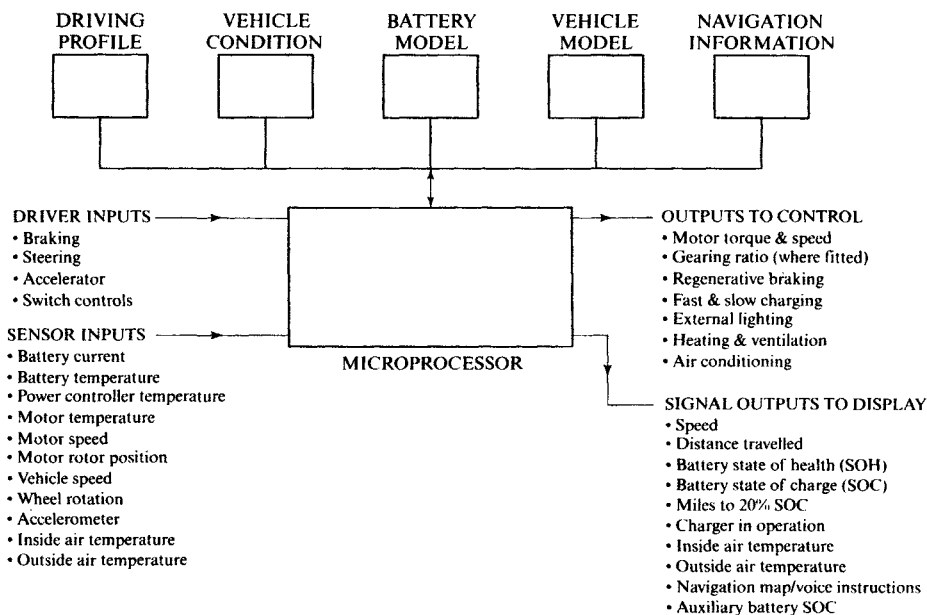 DRIVING PROFILE
VEHICLE CONDITION
BATTERY MODEL
VEHICLE MODEL
NAVIGATION INFORMATION
DRIVER INPUTS
• Braking
• Steering
• Accelerator
• Switch controls
SENSOR INPUTS
• Battery current
• Battery temperature
• Power controller temperature
• Motor temperature
• Motor speed
• Motor rotor position
• Vehicle speed
• Wheel rotation
• Accelerometer
• Inside air temperature
• Outside air temperature
MICROPROCESSOR
OUTPUTS TO CONTROL
• Motor torque & speed
• Gearing ratio (where fitted)
• Regenerative braking
• Fast & slow charging
• External lighting
• Heating & ventilation
• Air conditioning
SIGNAL OUTPUTS TO DISPLAY
• Speed
• Distance travelled
• Battery state of health (SOH)
• Battery state of charge (SOC)
• Miles to 20% SOC
• Charger in operation
• Inside air temperature
• Outside air temperature
• Navigation map/voice instructions
• Auxiliary battery SOC